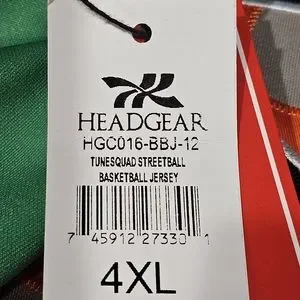 HEADGEAR
HGC016-BBJ-12
TUNESQUAD STREETBALL
BASKETBALL JERSEY
7 45912 27330 1
4XL